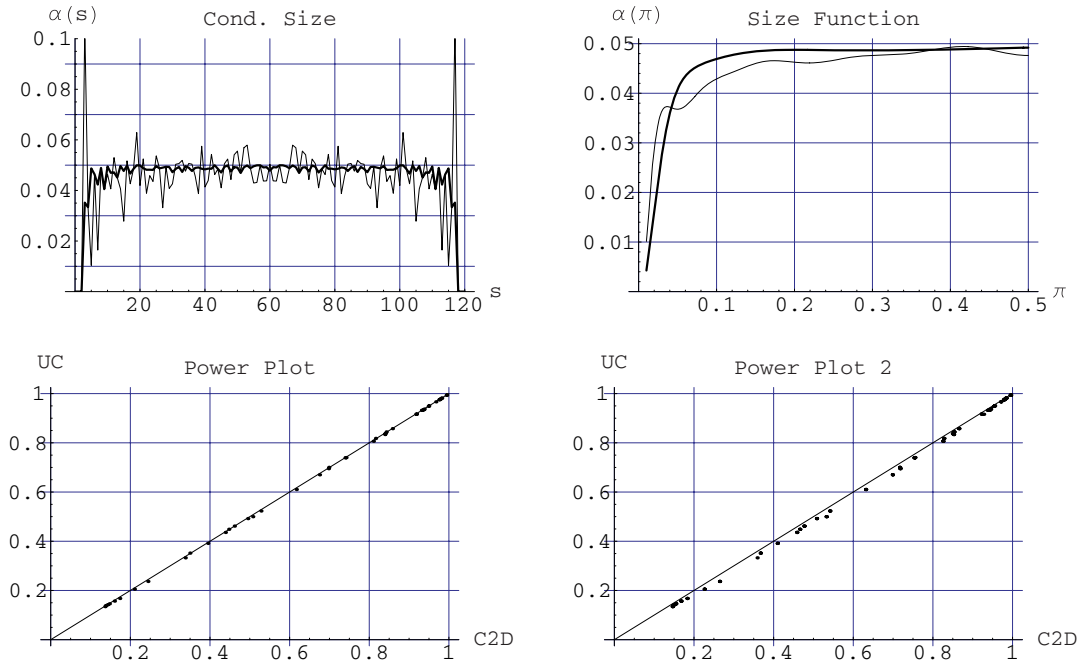 α(s)
Cond. Size
0.1
0.08
0.06
0.04
0.02
20 40 60 80 100 120 s
α(π)
Size Function
0.05
0.04
0.03
0.02
0.01
0.1 0.2 0.3 0.4 0.5 π
UC
Power Plot
1
0.8
0.6
0.4
0.2
0.2 0.4 0.6 0.8 1 C2D
UC
Power Plot 2
1
0.8
0.6
0.4
0.2
0.2 0.4 0.6 0.8 1 C2D